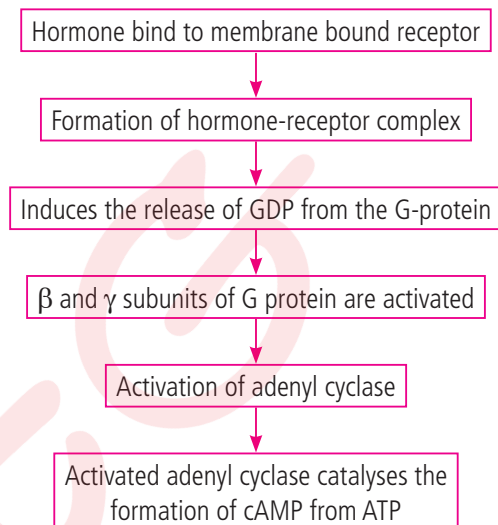 Hormone bind to membrane bound receptor
Formation of hormone-receptor complex
Induces the release of GDP from the G-protein
β and γ subunits of G protein are activated
Activation of adenyl cyclase
Activated adenyl cyclase catalyses the
formation of cAMP from ATP